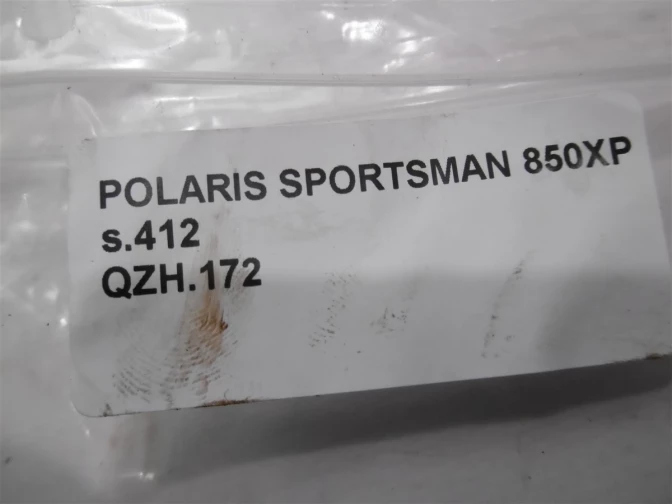 POLARIS SPORTSMAN 850XP
s.412
QZH.172